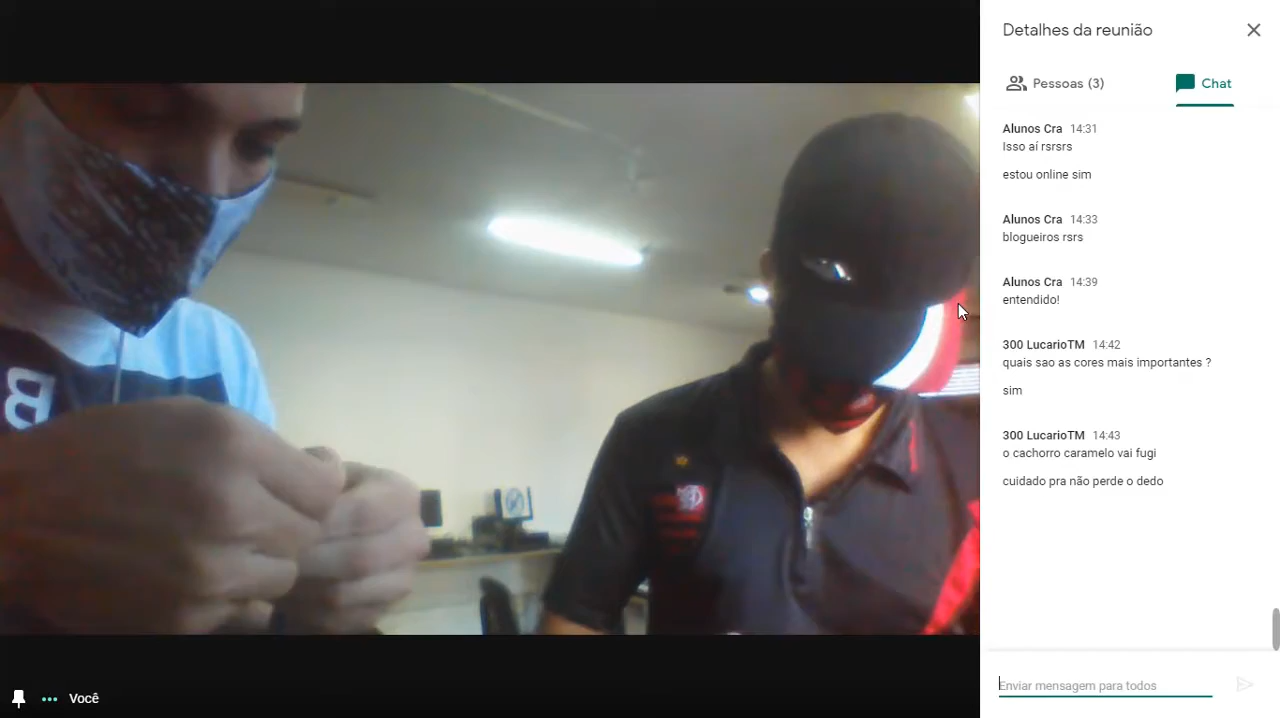 Detalhes da reunião
Pessoas (3)
Chat
Alunos Cra 14:31
Isso aí rsrsrs
estou online sim
Alunos Cra 14:33
blogueiros rsrs
Alunos Cra 14:39
entendido!
300 LucarioTM 14:42
quais sao as cores mais importantes ?
sim
300 LucarioTM 14:43
o cachorro caramelo vai fugi
cuidado pra não perde o dedo
Enviar mensagem para todos
B
Você